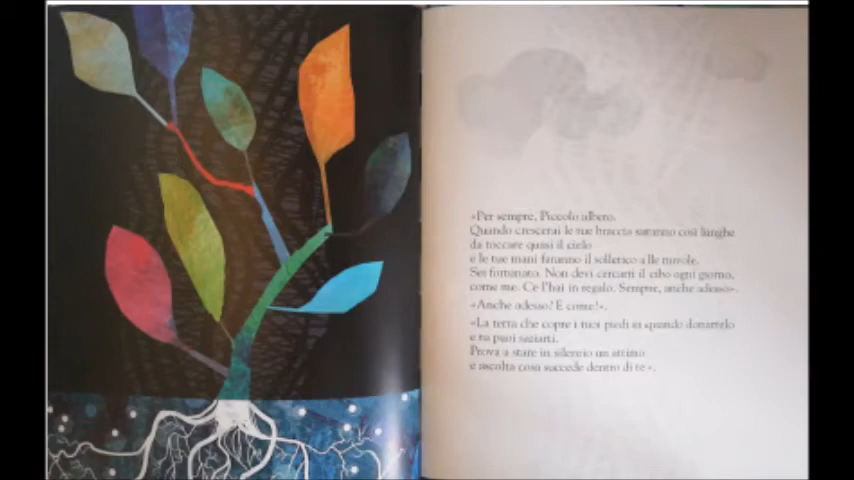 «Per sempre, Piccolo albero.
Quando crescerai le tue braccia saranno così lunghe
da toccare quasi il cielo
e le tue mani faranno il solletico alle nuvole.
Sei fortunato. Non devi cercarti il cibo ogni giorno,
come me. Ce l'hai in regalo. Sempre, anche adesso».
«Anche adesso? E come?».
«La terra che copre i tuoi piedi sa quando donartelo
e tu puoi saziarti.
Prova a stare in silenzio un attimo
e ascolta cosa succede dentro di te».